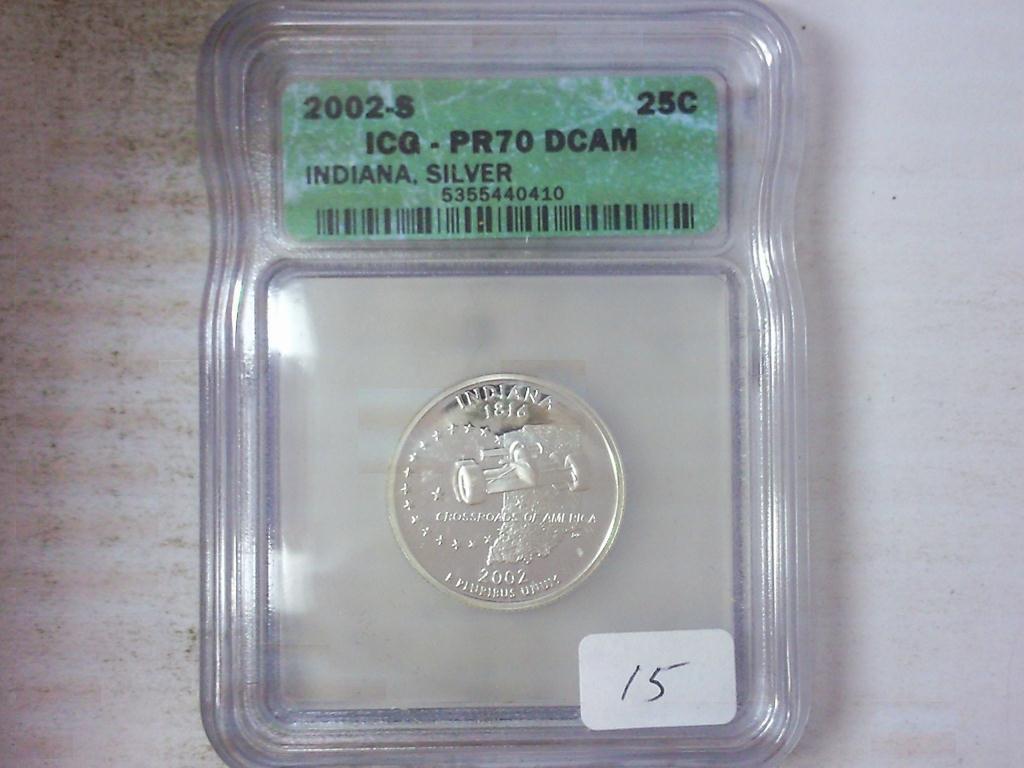 2002-S 25C
ICG - PR70 DCAM
INDIANA, SILVER
5355440410
INDIANA
1816
CROSSROADS OF AMERICA
2002
E PLURIBUS UNUM
15